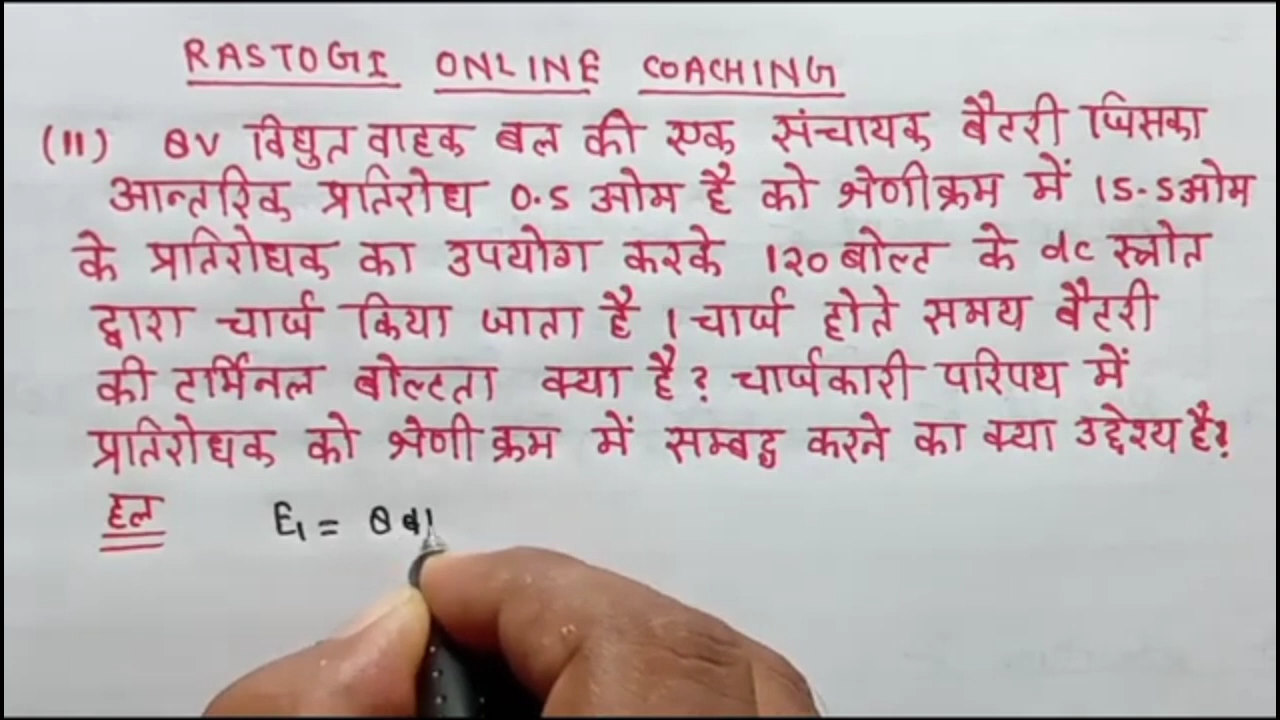 RASTOGI ONLINE COACHING
(11) 8V विधुत वाहक बल की एक संचायक बैटरी जिसका
आन्तरिक प्रतिरोध 0.5 ओम है को श्रेणीक्रम में 15.5ओम
के प्रतिरोधक का उपयोग करके 120 बोल्ट के dc स्त्रोत
द्वारा चार्ज किया जाता है । चार्ज होते समय बैटरी
की टर्मिनल बोल्टता क्या है ? चार्जकारी परिपथ में
प्रतिरोधक को श्रेणी क्रम में सम्बद्ध करने का क्या उद्देश्य है ?
हल E₁ = 8